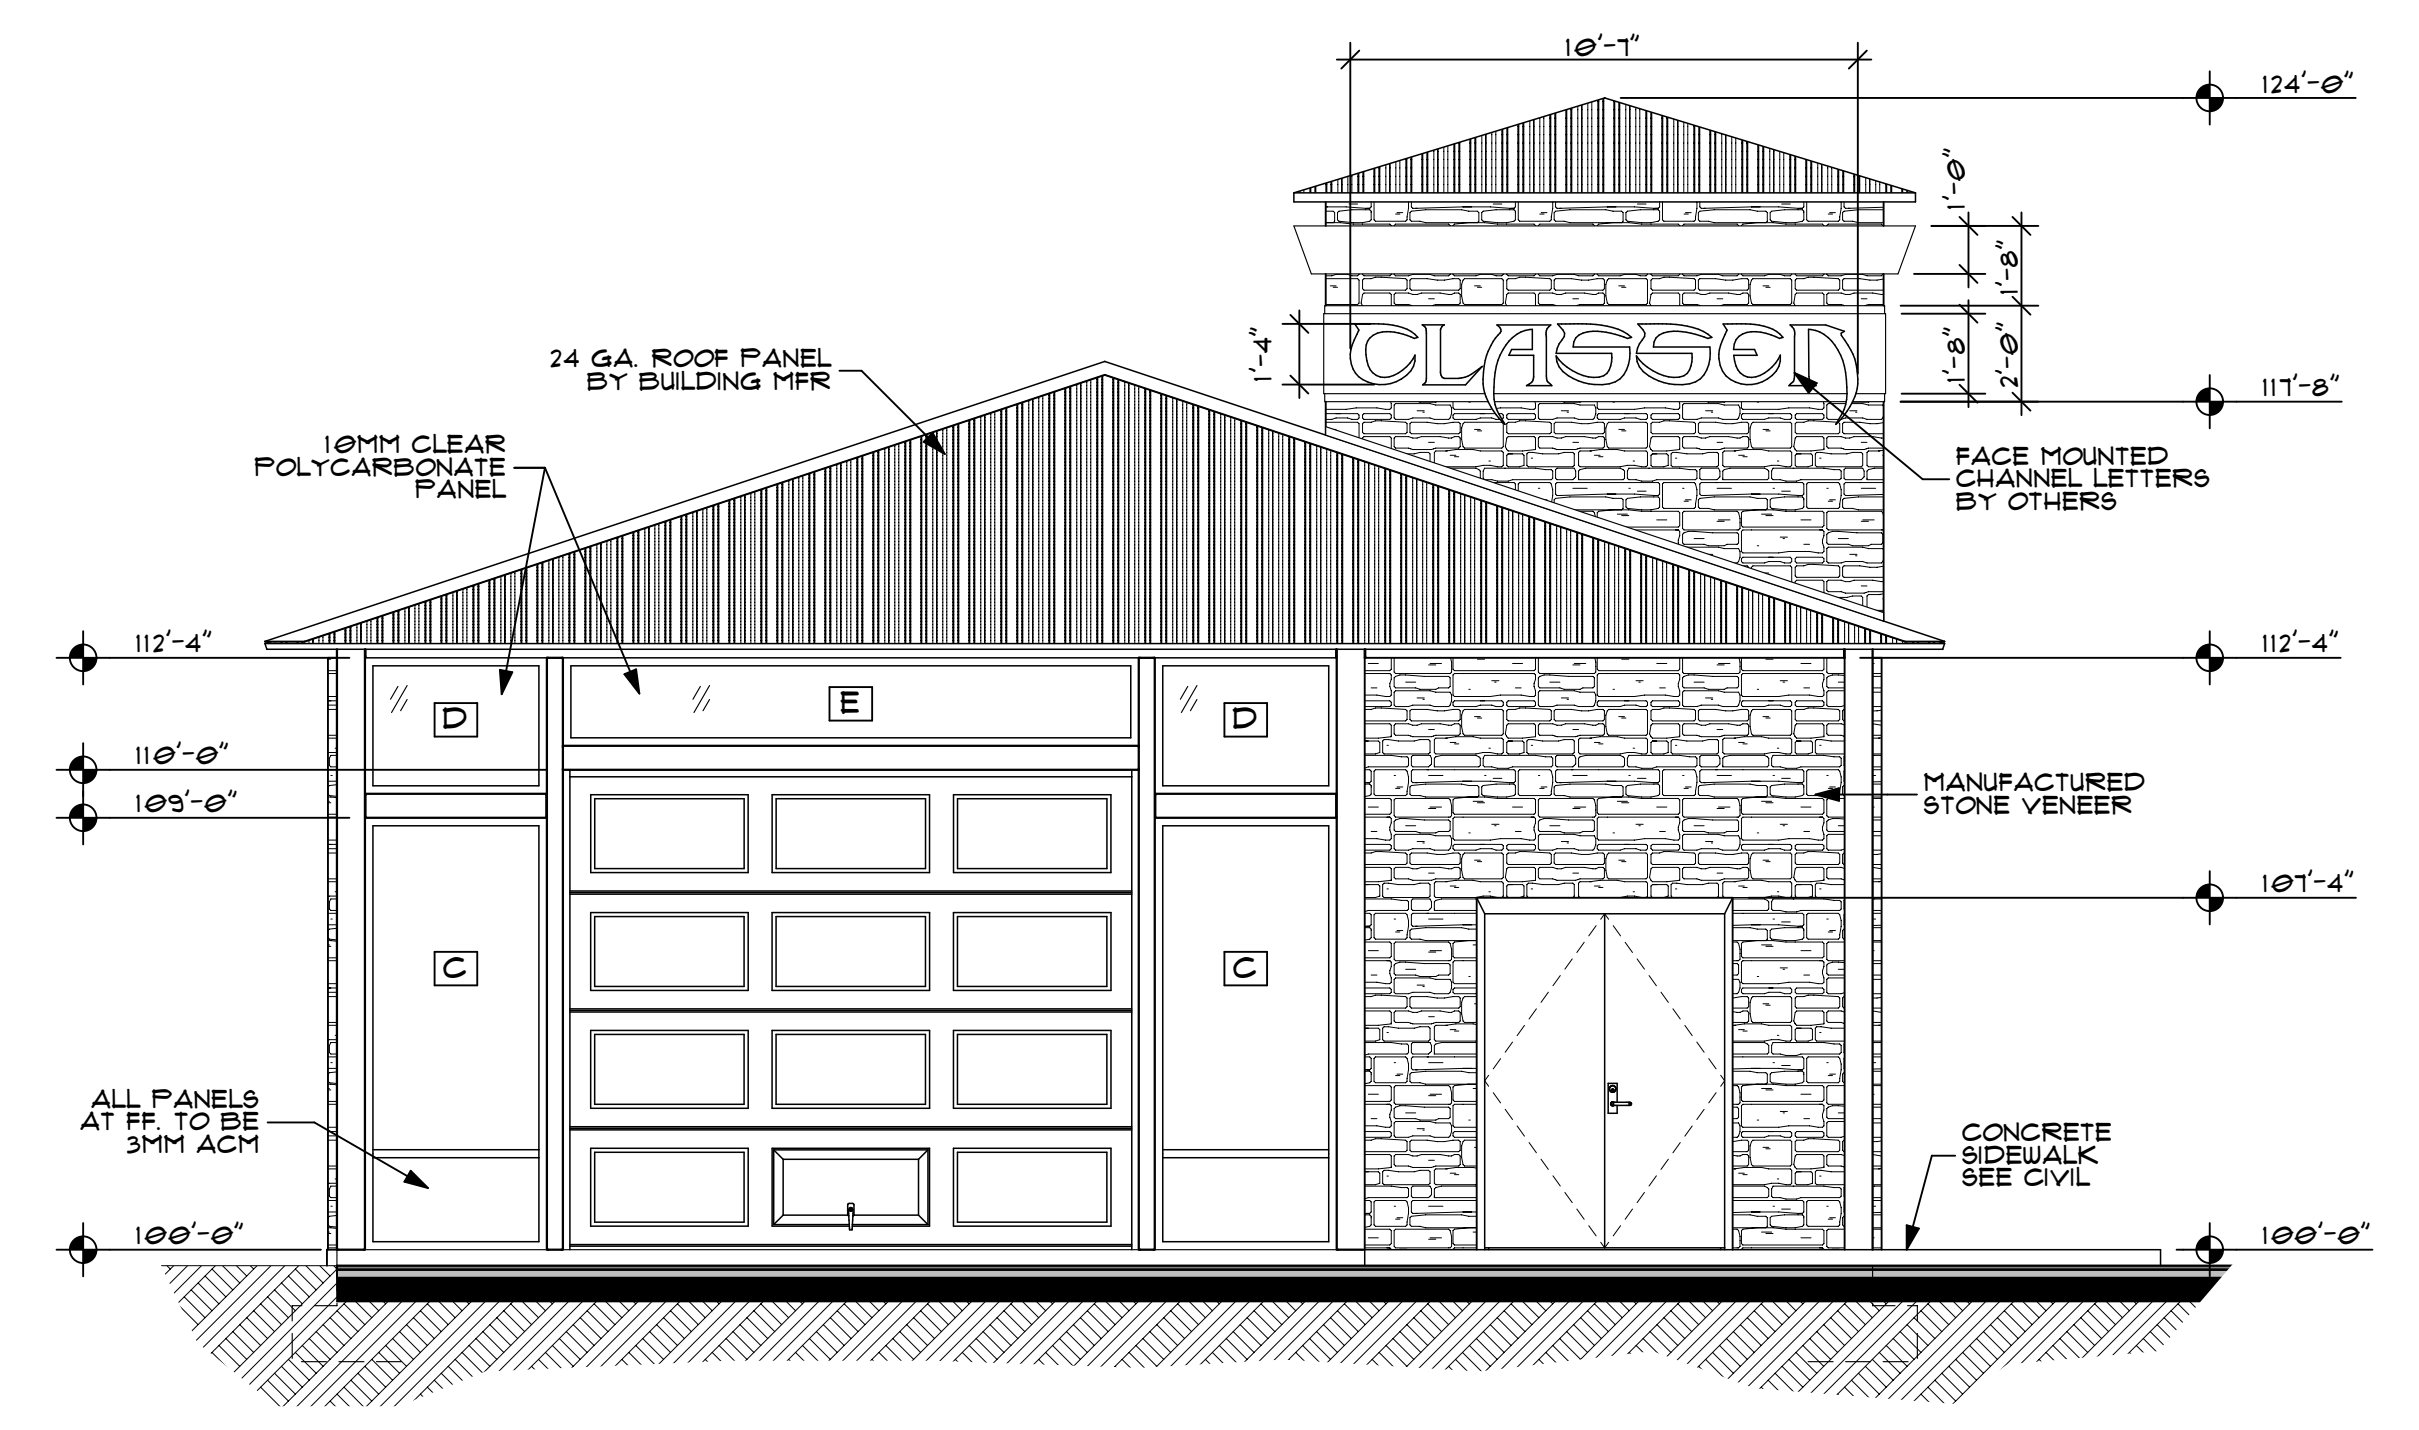 10'-7"
124'-0"
1'-0"
1'-8"
1'-4"
CLASSEN
1'-8"
2'-0"
117'-8"
24 GA. ROOF PANEL
BY BUILDING MFR
10MM CLEAR
POLYCARBONATE
PANEL
FACE MOUNTED
CHANNEL LETTERS
BY OTHERS
112'-4"
112'-4"
D
E
D
110'-0"
109'-0"
MANUFACTURED
STONE VENEER
107'-4"
C
C
ALL PANELS
AT FF. TO BE
3MM ACM
CONCRETE
SIDEWALK
SEE CIVIL
100'-0"
100'-0"